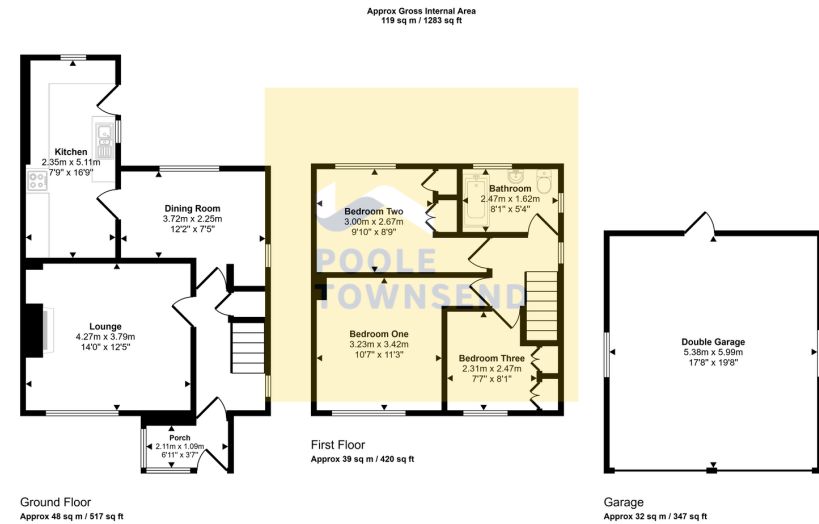 Approx Gross Internal Area
119 sq m / 1283 sq ft
Kitchen
2.35m x 5.11m
7'9" x 16'9"
Dining Room
3.72m x 2.25m
12'2" x 7'5"
Lounge
4.27m x 3.79m
14'0" x 12'5"
Porch
2.11m x 1.09m
6'11" x 3'7"
Ground Floor
Approx 48 sq m / 517 sq ft
Bathroom
2.47m x 1.62m
8'1" x 5'4"
Bedroom Two
3.00m x 2.67m
9'10" x 8'9"
POOLE
TOWNSEND
Bedroom One
3.23m x 3.42m
10'7" x 11'3"
Bedroom Three
2.31m x 2.47m
7'7" x 8'1"
First Floor
Approx 39 sq m / 420 sq ft
Double Garage
5.38m x 5.99m
17'8" x 19'8"
Garage
Approx 32 sq m / 347 sq ft